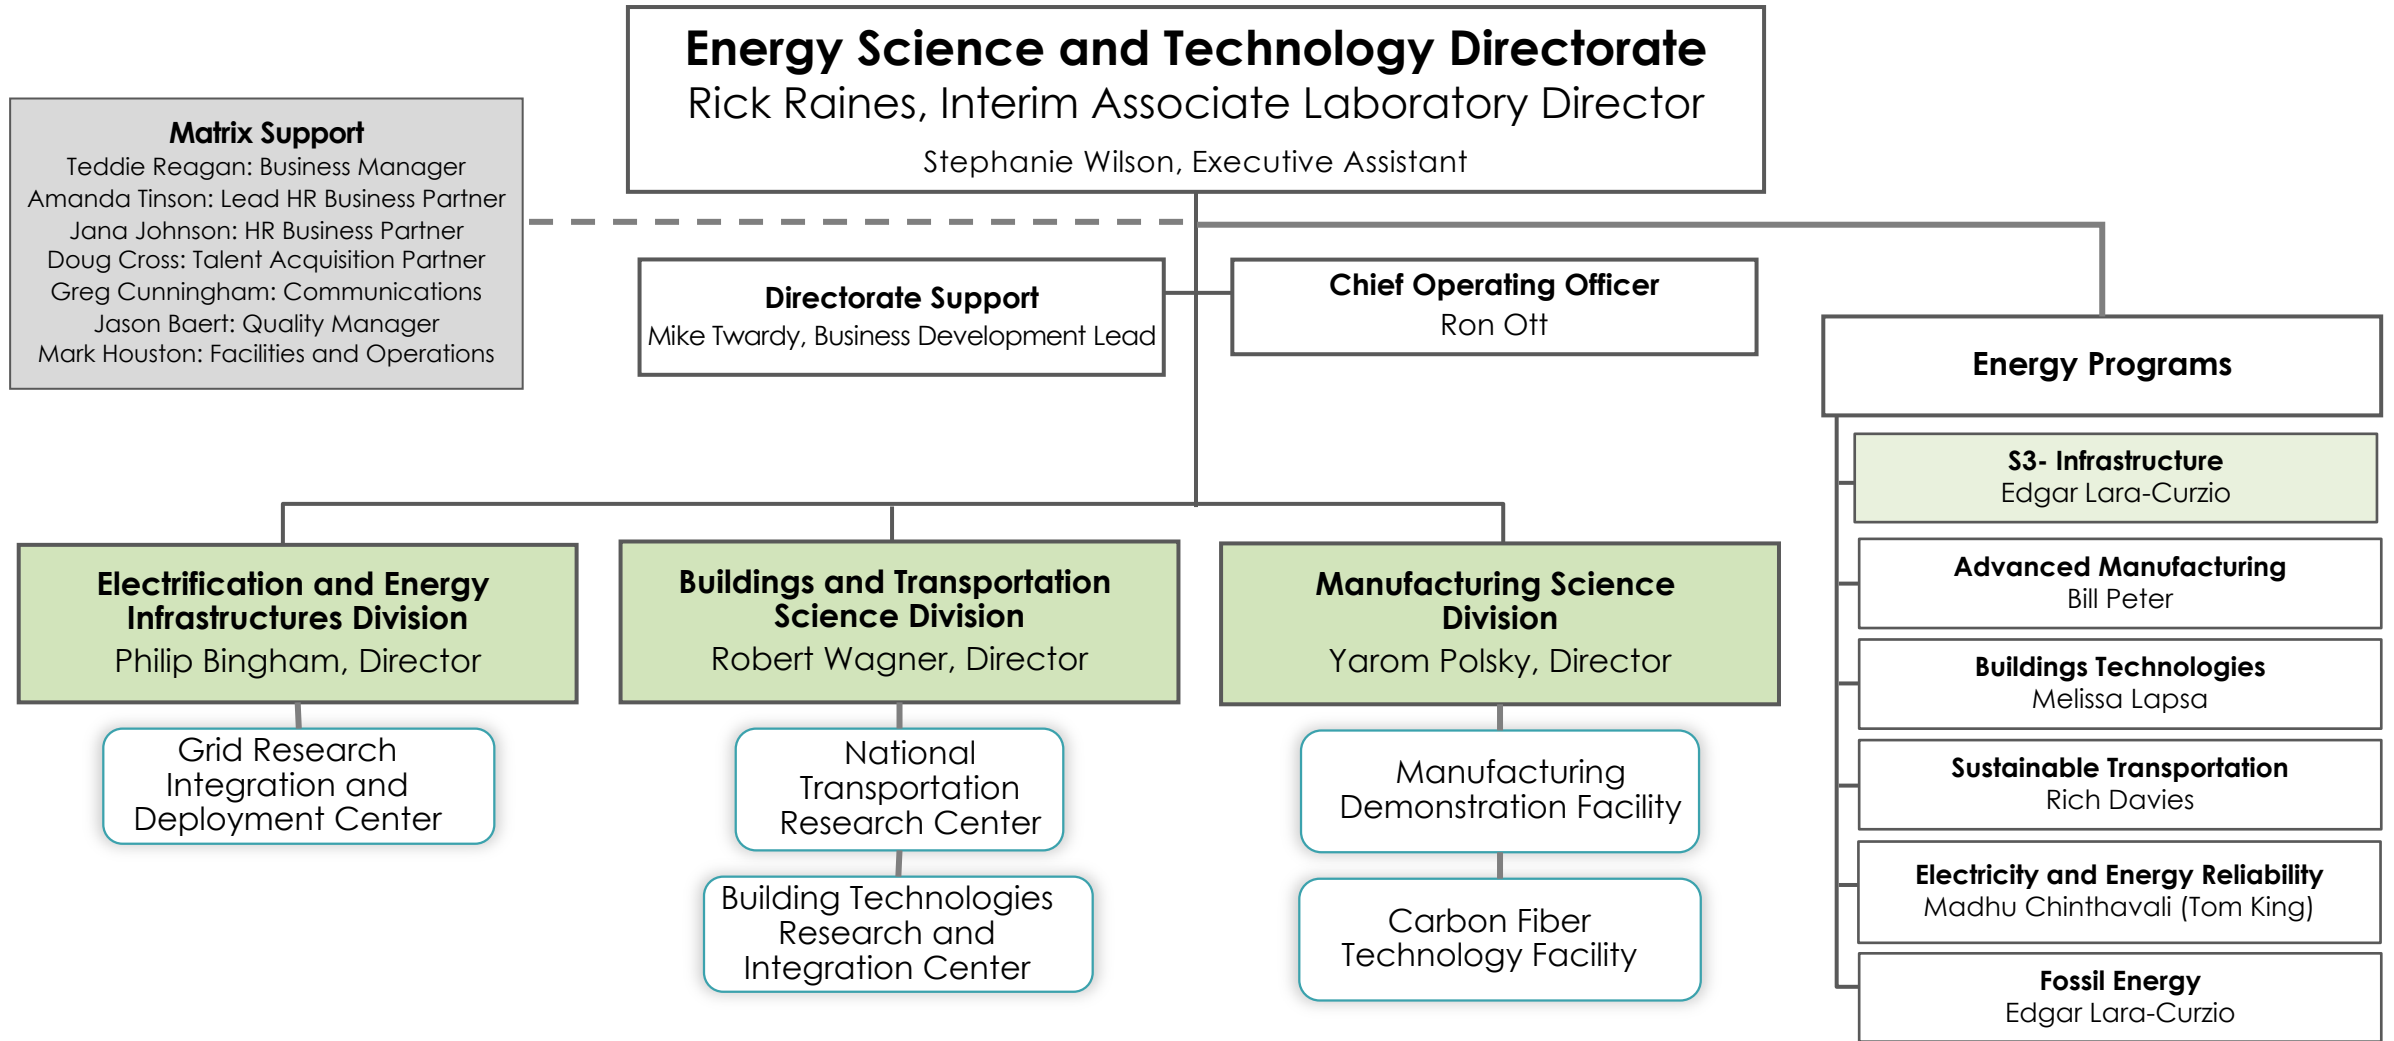 Energy Science and Technology Directorate
Rick Raines, Interim Associate Laboratory Director
Stephanie Wilson, Executive Assistant
Matrix Support
Teddie Reagan: Business Manager
Amanda Tinson: Lead HR Business Partner
Jana Johnson: HR Business Partner
Doug Cross: Talent Acquisition Partner
Greg Cunningham: Communications
Jason Baert: Quality Manager
Mark Houston: Facilities and Operations
Directorate Support
Mike Twardy, Business Development Lead
Chief Operating Officer
Ron Ott
Electrification and Energy
Infrastructures Division
Philip Bingham, Director
Grid Research
Integration and
Deployment Center
Buildings and Transportation
Science Division
Robert Wagner, Director
National
Transportation
Research Center
Building Technologies
Research and
Integration Center
Manufacturing Science
Division
Yarom Polsky, Director
Manufacturing
Demonstration Facility
Carbon Fiber
Technology Facility
Energy Programs
S3- Infrastructure
Edgar Lara-Curzio
Advanced Manufacturing
Bill Peter
Buildings Technologies
Melissa Lapsa
Sustainable Transportation
Rich Davies
Electricity and Energy Reliability
Madhu Chinthavali (Tom King)
Fossil Energy
Edgar Lara-Curzio